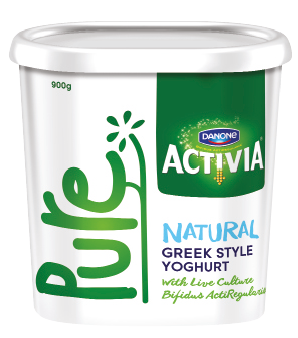 900g
Pure
DANONE
ACTIVIA
NATURAL
GREEK STYLE
YOGHURT
With Live Culture
Bifidus ActiRegularis